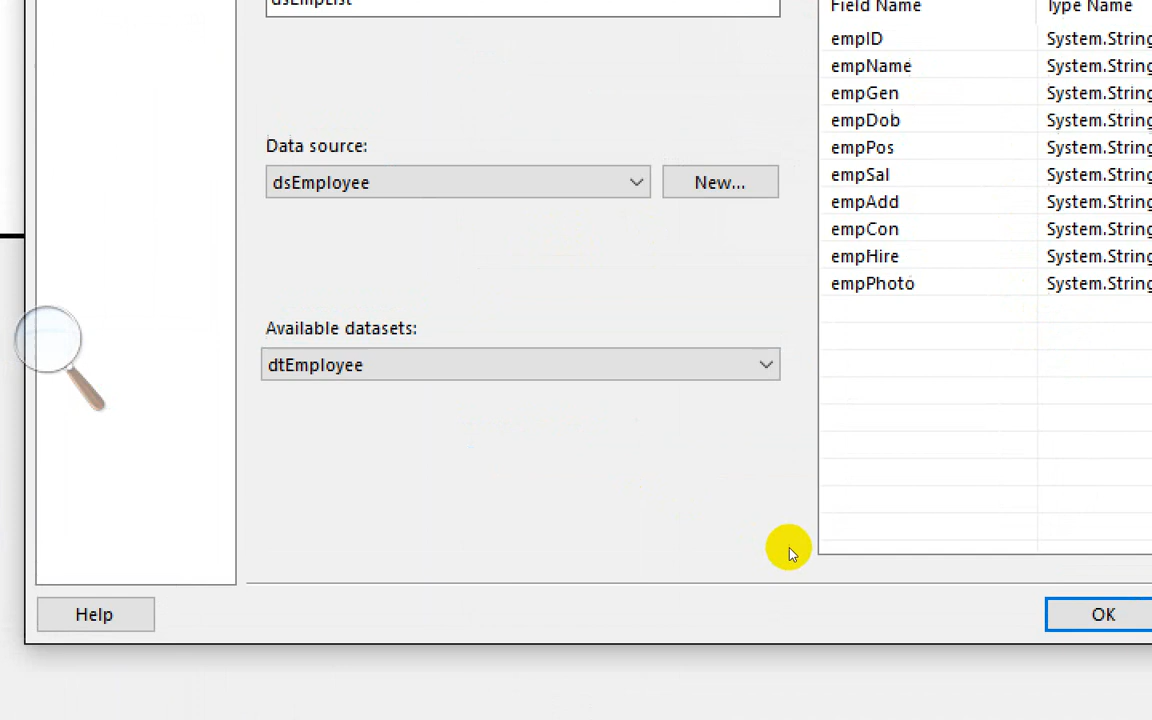 dsEmpList
Field Name Type Name
empID System.String
empName System.String
empGen System.String
Data source:
empDob System.String
empPos System.String
dsEmployee New...
empSal System.String
empAdd System.String
empCon System.String
empHire System.String
empPhoto System.String
Available datasets:
dtEmployee
Help OK